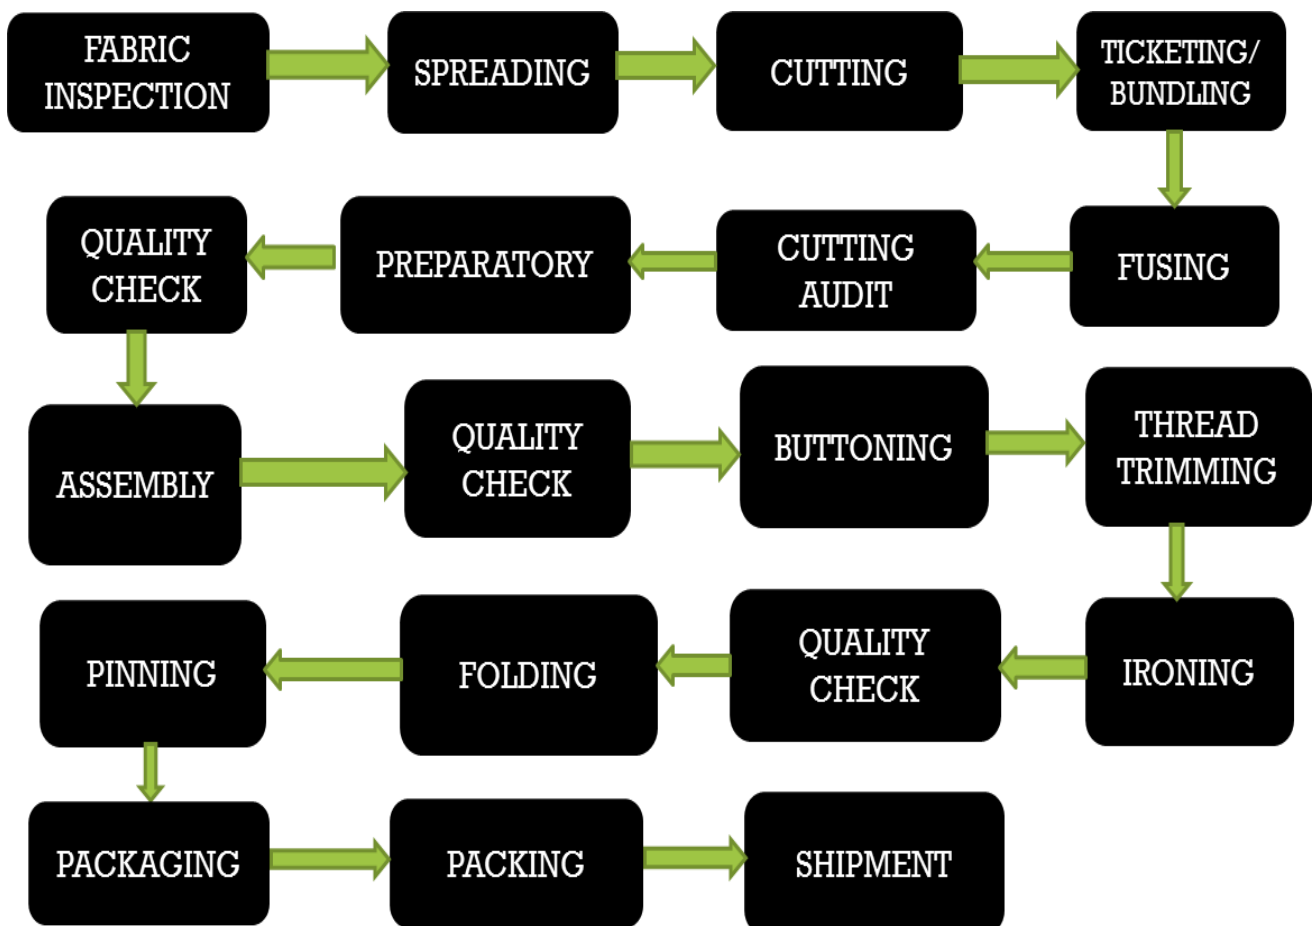 FABRIC
INSPECTION
SPREADING
CUTTING
TICKETING/
BUNDLING
FUSING
CUTTING
AUDIT
PREPARATORY
QUALITY
CHECK
ASSEMBLY
QUALITY
CHECK
BUTTONING
THREAD
TRIMMING
IRONING
QUALITY
CHECK
FOLDING
PINNING
PACKAGING
PACKING
SHIPMENT